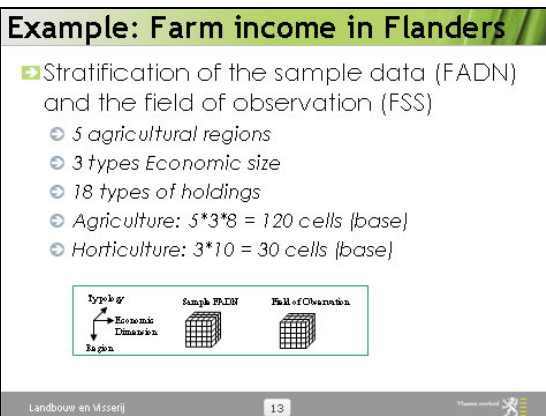 Example: Farm income in Flanders
Stratification of the sample data (FADN)
and the field of observation (FSS)
5 agricultural regions
3 types Economic size
18 types of holdings
Agriculture: 5*3*8 = 120 cells (base)
Horticulture: 3*10 = 30 cells (base)
Typology
Economic
Dimension
Region
Sample FADN
Field of Observation
Landbouw en Visserij
13
Vlaamse overheid